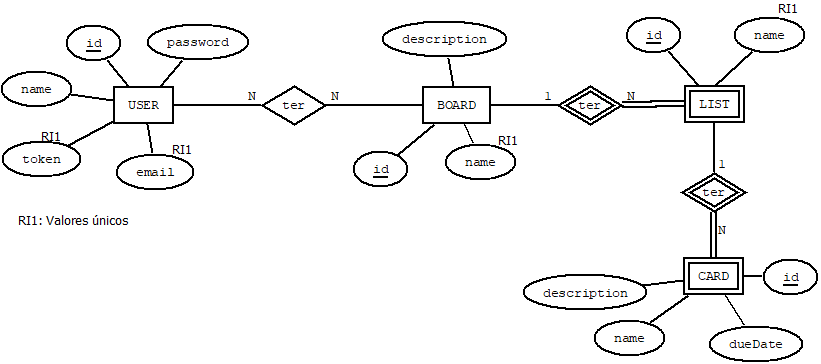 RI1
id
password
description
id
name
name
N
N
1
N
USER
ter
BOARD
ter
LIST
RI1
RI1
RI1
token
email
id
name
1
ter
RI1: Valores únicos
N
description
CARD
id
name
dueDate